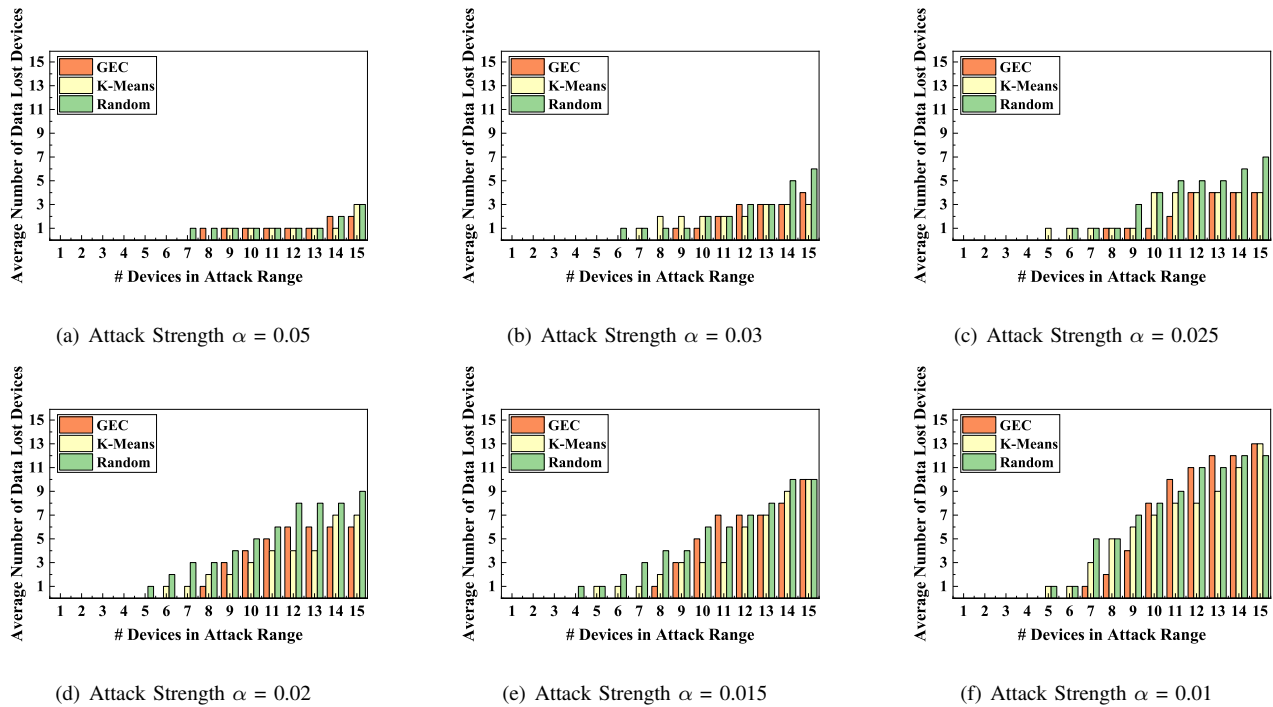 Average Number of Data Lost Devices
15
13
11
9
7
5
3
1
GEC
K-Means
Random
1 2 3 4 5 6 7 8 9 10 11 12 13 14 15
# Devices in Attack Range
(a) Attack Strength α = 0.05
Average Number of Data Lost Devices
15
13
11
9
7
5
3
1
GEC
K-Means
Random
1 2 3 4 5 6 7 8 9 10 11 12 13 14 15
# Devices in Attack Range
(b) Attack Strength α = 0.03
Average Number of Data Lost Devices
15
13
11
9
7
5
3
1
GEC
K-Means
Random
1 2 3 4 5 6 7 8 9 10 11 12 13 14 15
# Devices in Attack Range
(c) Attack Strength α = 0.025
Average Number of Data Lost Devices
15
13
11
9
7
5
3
1
GEC
K-Means
Random
1 2 3 4 5 6 7 8 9 10 11 12 13 14 15
# Devices in Attack Range
(d) Attack Strength α = 0.02
Average Number of Data Lost Devices
15
13
11
9
7
5
3
1
GEC
K-Means
Random
1 2 3 4 5 6 7 8 9 10 11 12 13 14 15
# Devices in Attack Range
(e) Attack Strength α = 0.015
Average Number of Data Lost Devices
15
13
11
9
7
5
3
1
GEC
K-Means
Random
1 2 3 4 5 6 7 8 9 10 11 12 13 14 15
# Devices in Attack Range
(f) Attack Strength α = 0.01